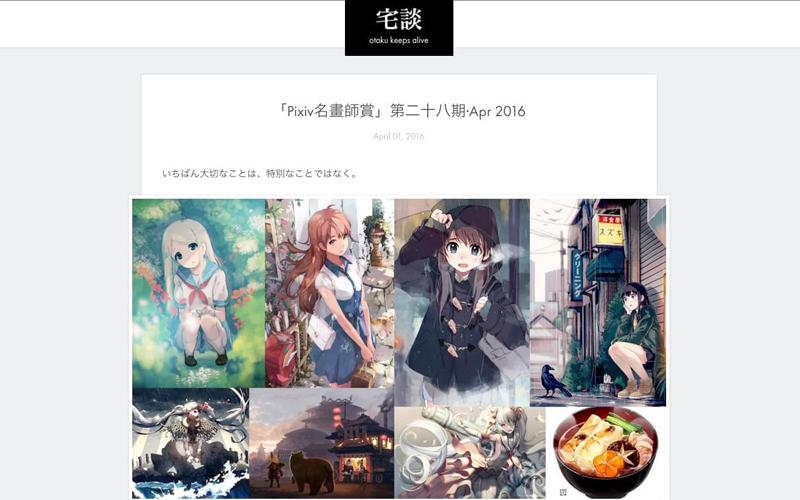 宅談
otaku keeps alive
「Pixiv名畫師賞」第二十八期·Apr 2016
April 01, 2016
いちばん大切なことは、特別なことではなく。
洋食屋
スズキ
クリーニング